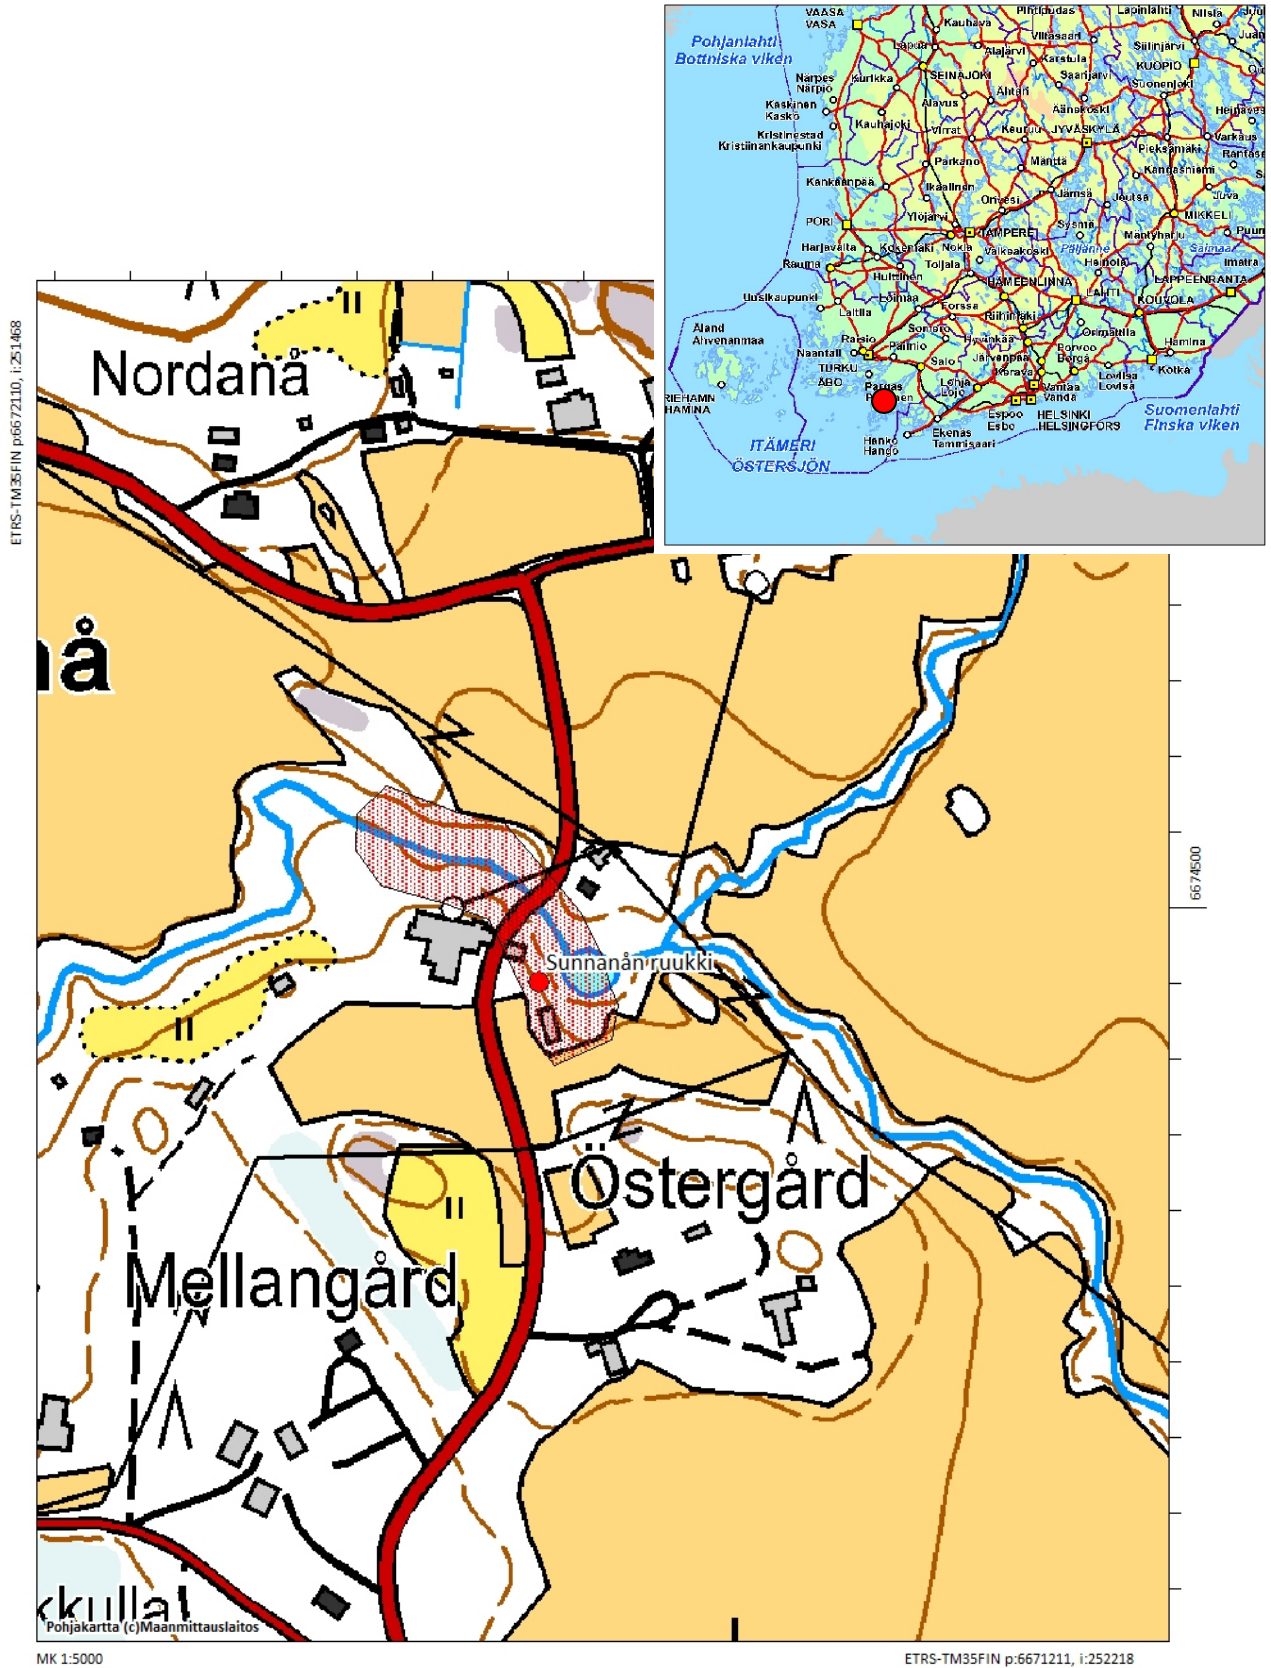 VAASA
VASA
Kauhava
Pihtipudas
Lapinlahti
Nilsiä
Pohjanlahti
Bottniska viken
Lapua
Alajärvi
Viitasaari
Siilinjärvi
Karstula
KUOPIO
Närpes
Närpiö
Kurikka
SEINÄJOKI
Saarijärvi
Suonenjoki
Ähtäri
Kaskinen
Kaskö
Alavus
Äänekoski
Kauhajoki
Virrat
Keuruu
JYVÄSKYLÄ
Varkaus
Kristinestad
Kristiinankaupunki
Pieksämäki
Parkano
Mänttä
Kangasniemi
Kankaanpää
Ikaalinen
Jämsä
Joutsa
Juva
Orivesi
PORI
Ylöjärvi
TAMPERE
Sysmä
MIKKELI
Mäntyharju
Harjavalta
Kokemäki
Nokia
Valkeakoski
Päijänne
Saimaa
Rauma
Huittinen
Toijala
Heinola
Imatra
HÄMEENLINNA
LAHTI
LAPPEENRANTA
Uusikaupunki
Loimaa
Forssa
KOUVOLA
Laitila
Riihimäki
Orimattila
Åland
Ahvenanmaa
Raisio
Somero
Hyvinkää
Hamina
Naantali
Paimio
Järvenpää
Porvoo
Borgå
TURKU
ÅBO
Salo
Kerava
Loviisa
Lovisa
Kotka
Lohja
Lojo
Pargas
Vantaa
Vanda
Espoo
Esbo
HELSINKI
HELSINGFORS
Suomenlahti
Finska viken
Hanko
Hangö
Ekenäs
Tammisaari
ITÄMERI
ÖSTERSJÖN
ETRS-TM35FIN p:6672110, i:251468
II
Nordanå
nå
6674500
Sunnanån ruukki
II
Östergård
II
Mellangård
kkulla
Pohjakartta (c)Maanmittauslaitos
MK 1:5000
ETRS-TM35FIN p:6671211, i:252218